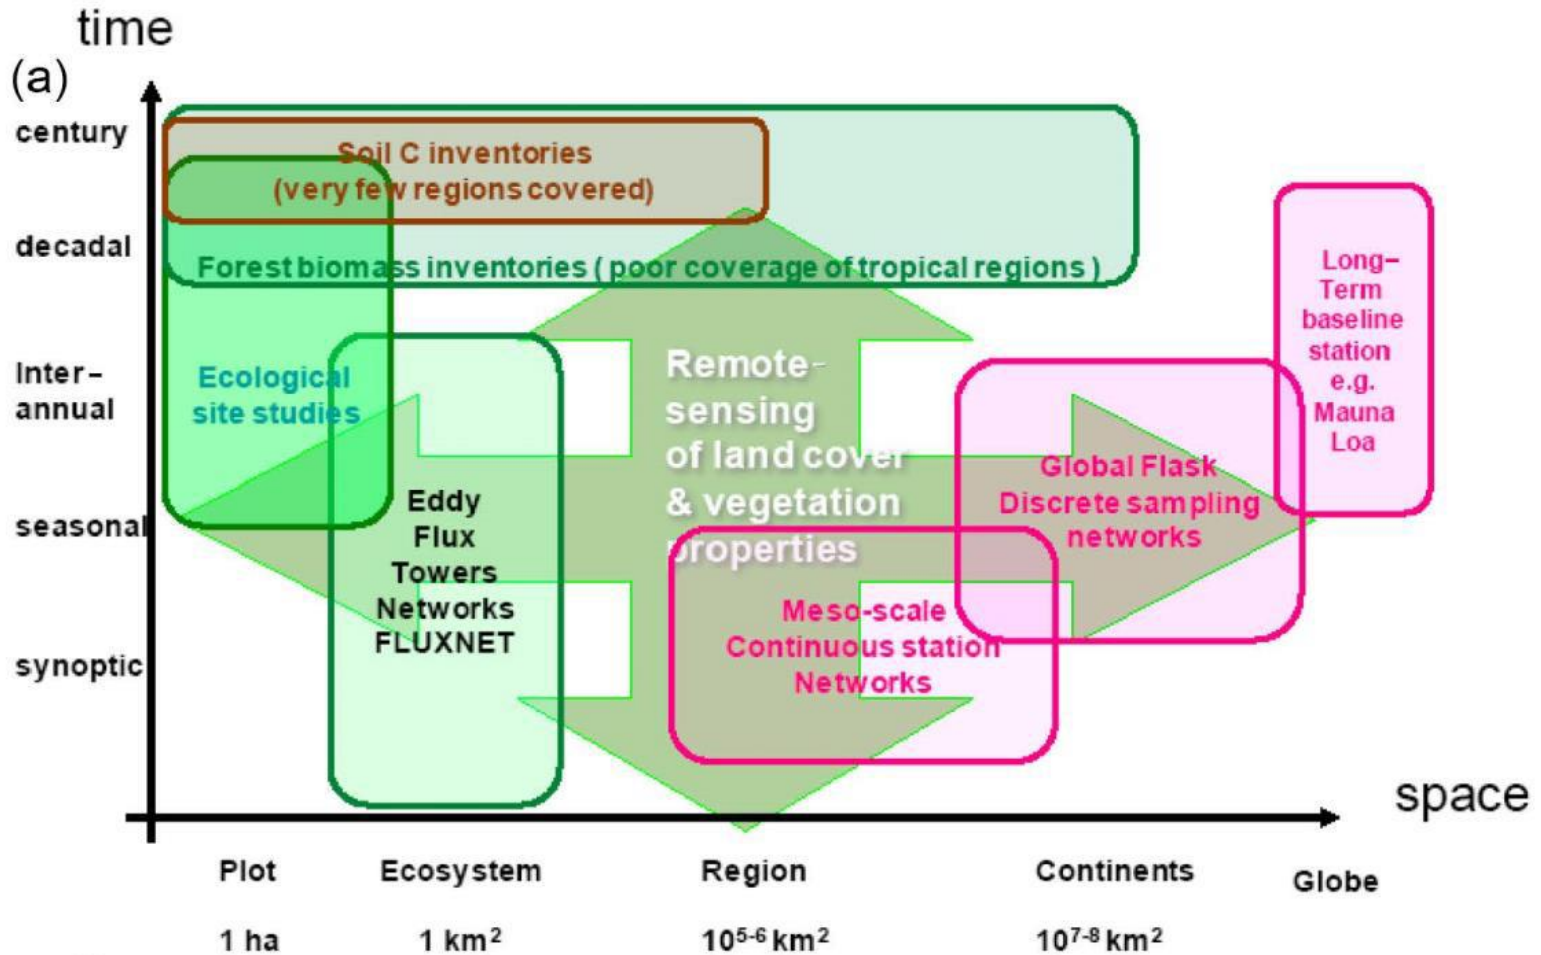 time
(a)
century
decadal
Inter-
annual
seasonal
synoptic
Soil C inventories
(very few regions covered)
Forest biomass inventories ( poor coverage of tropical regions )
Ecological
site studies
Eddy
Flux
Towers
Networks
FLUXNET
Remote-
sensing
of land cover
& vegetation
properties
Meso-scale
Continuous station
Networks
Global Flask
Discrete sampling
networks
Long-
Term
baseline
station
e.g.
Mauna
Loa
space
Plot
Ecosystem
Region
Continents
Globe
1 ha
1 km²
10⁵⁻⁶ km²
10⁷⁻⁸ km²